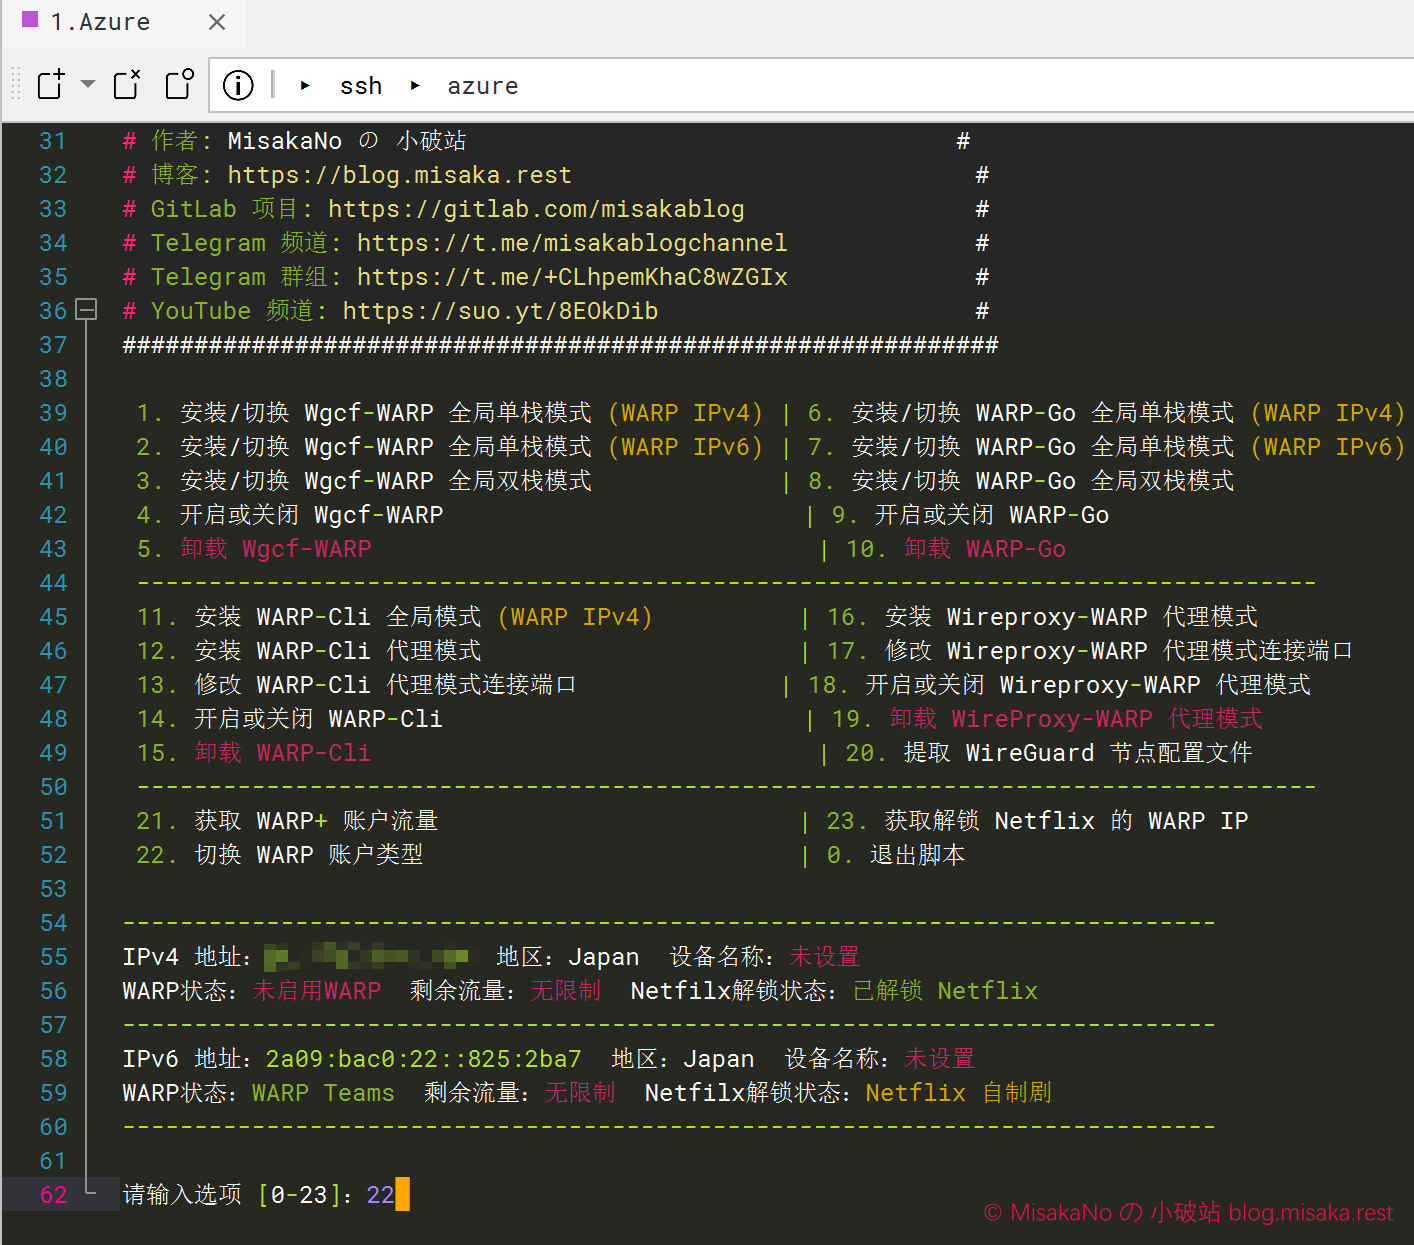 1.Azure
ssh ▸ azure
31 # 作者: MisakaNo の 小破站 #
32 # 博客: https://blog.misaka.rest #
33 # GitLab 项目: https://gitlab.com/misakablog #
34 # Telegram 频道: https://t.me/misakablogchannel #
35 # Telegram 群组: https://t.me/+CLhpemKhaC8wZGIx #
36 # YouTube 频道: https://suo.yt/8EOkDib #
37 #############################################################
38
39 1. 安装/切换 Wgcf-WARP 全局单栈模式 (WARP IPv4) | 6. 安装/切换 WARP-Go 全局单栈模式 (WARP IPv4)
40 2. 安装/切换 Wgcf-WARP 全局单栈模式 (WARP IPv6) | 7. 安装/切换 WARP-Go 全局单栈模式 (WARP IPv6)
41 3. 安装/切换 Wgcf-WARP 全局双栈模式 | 8. 安装/切换 WARP-Go 全局双栈模式
42 4. 开启或关闭 Wgcf-WARP | 9. 开启或关闭 WARP-Go
43 5. 卸载 Wgcf-WARP | 10. 卸载 WARP-Go
44 ----------------------------------------------------------------------------------
45 11. 安装 WARP-Cli 全局模式 (WARP IPv4) | 16. 安装 Wireproxy-WARP 代理模式
46 12. 安装 WARP-Cli 代理模式 | 17. 修改 Wireproxy-WARP 代理模式连接端口
47 13. 修改 WARP-Cli 代理模式连接端口 | 18. 开启或关闭 Wireproxy-WARP 代理模式
48 14. 开启或关闭 WARP-Cli | 19. 卸载 WireProxy-WARP 代理模式
49 15. 卸载 WARP-Cli | 20. 提取 WireGuard 节点配置文件
50 ----------------------------------------------------------------------------------
51 21. 获取 WARP+ 账户流量 | 23. 获取解锁 Netflix 的 WARP IP
52 22. 切换 WARP 账户类型 | 0. 退出脚本
53
54 ----------------------------------------------------------------------------
55 IPv4 地址: 地区: Japan 设备名称: 未设置
56 WARP状态: 未启用WARP 剩余流量: 无限制 Netfilx解锁状态: 已解锁 Netflix
57 ----------------------------------------------------------------------------
58 IPv6 地址: 2a09:bac0:22::825:2ba7 地区: Japan 设备名称: 未设置
59 WARP状态: WARP Teams 剩余流量: 无限制 Netfilx解锁状态: Netflix 自制剧
60 ----------------------------------------------------------------------------
61
62 请输入选项 [0-23]: 22
© MisakaNo の 小破站 blog.misaka.rest